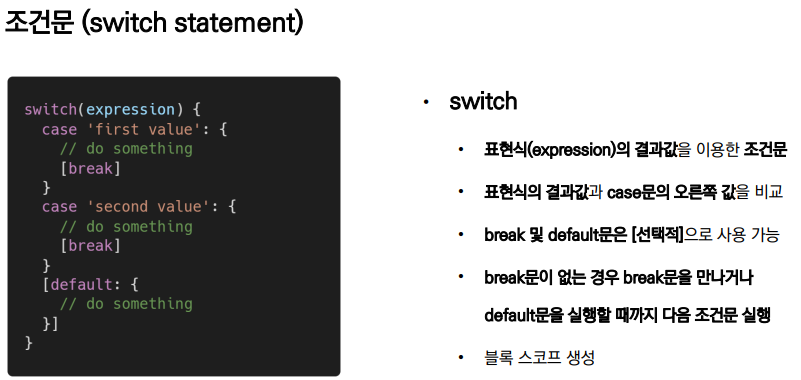 조건문 (switch statement)
switch(expression) {
  case 'first value': {
    // do something
    [break]
  }
  case 'second value': {
    // do something
    [break]
  }
  [default: {
    // do something
  }]
}
• switch
• 표현식(expression)의 결과값을 이용한 조건문
• 표현식의 결과값과 case문의 오른쪽 값을 비교
• break 및 default문은 [선택적]으로 사용 가능
• break문이 없는 경우 break문을 만나거나
default문을 실행할 때까지 다음 조건문 실행
• 블록 스코프 생성